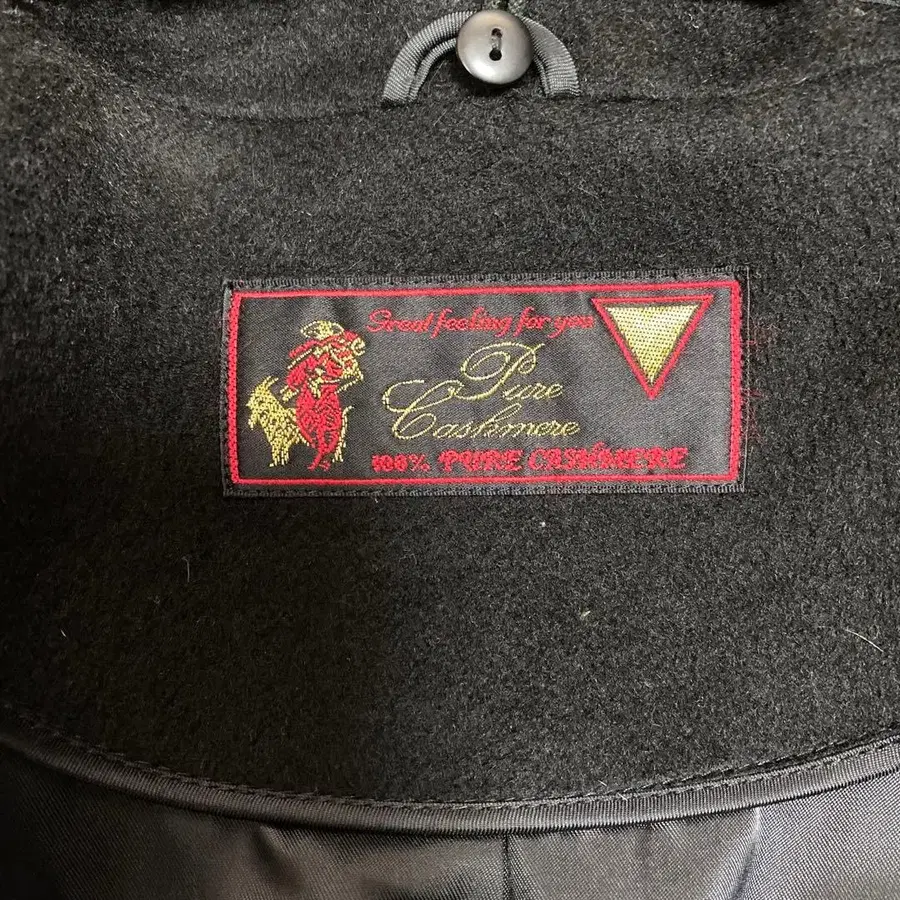 Great feeling for you
Pure
Cashmere
100% PURE CASHMERE